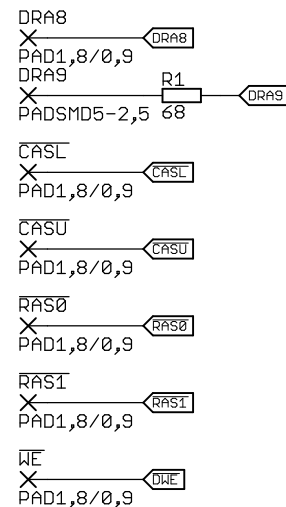 DRA8
DRA8
PAD1,8/0,9
DRA9
R1
DRA9
PADSMD5-2,5
68
CASL
CASL
PAD1,8/0,9
CASU
CASU
PAD1,8/0,9
RAS0
RAS0
PAD1,8/0,9
RAS1
RAS1
PAD1,8/0,9
WE
DWE
PAD1,8/0,9